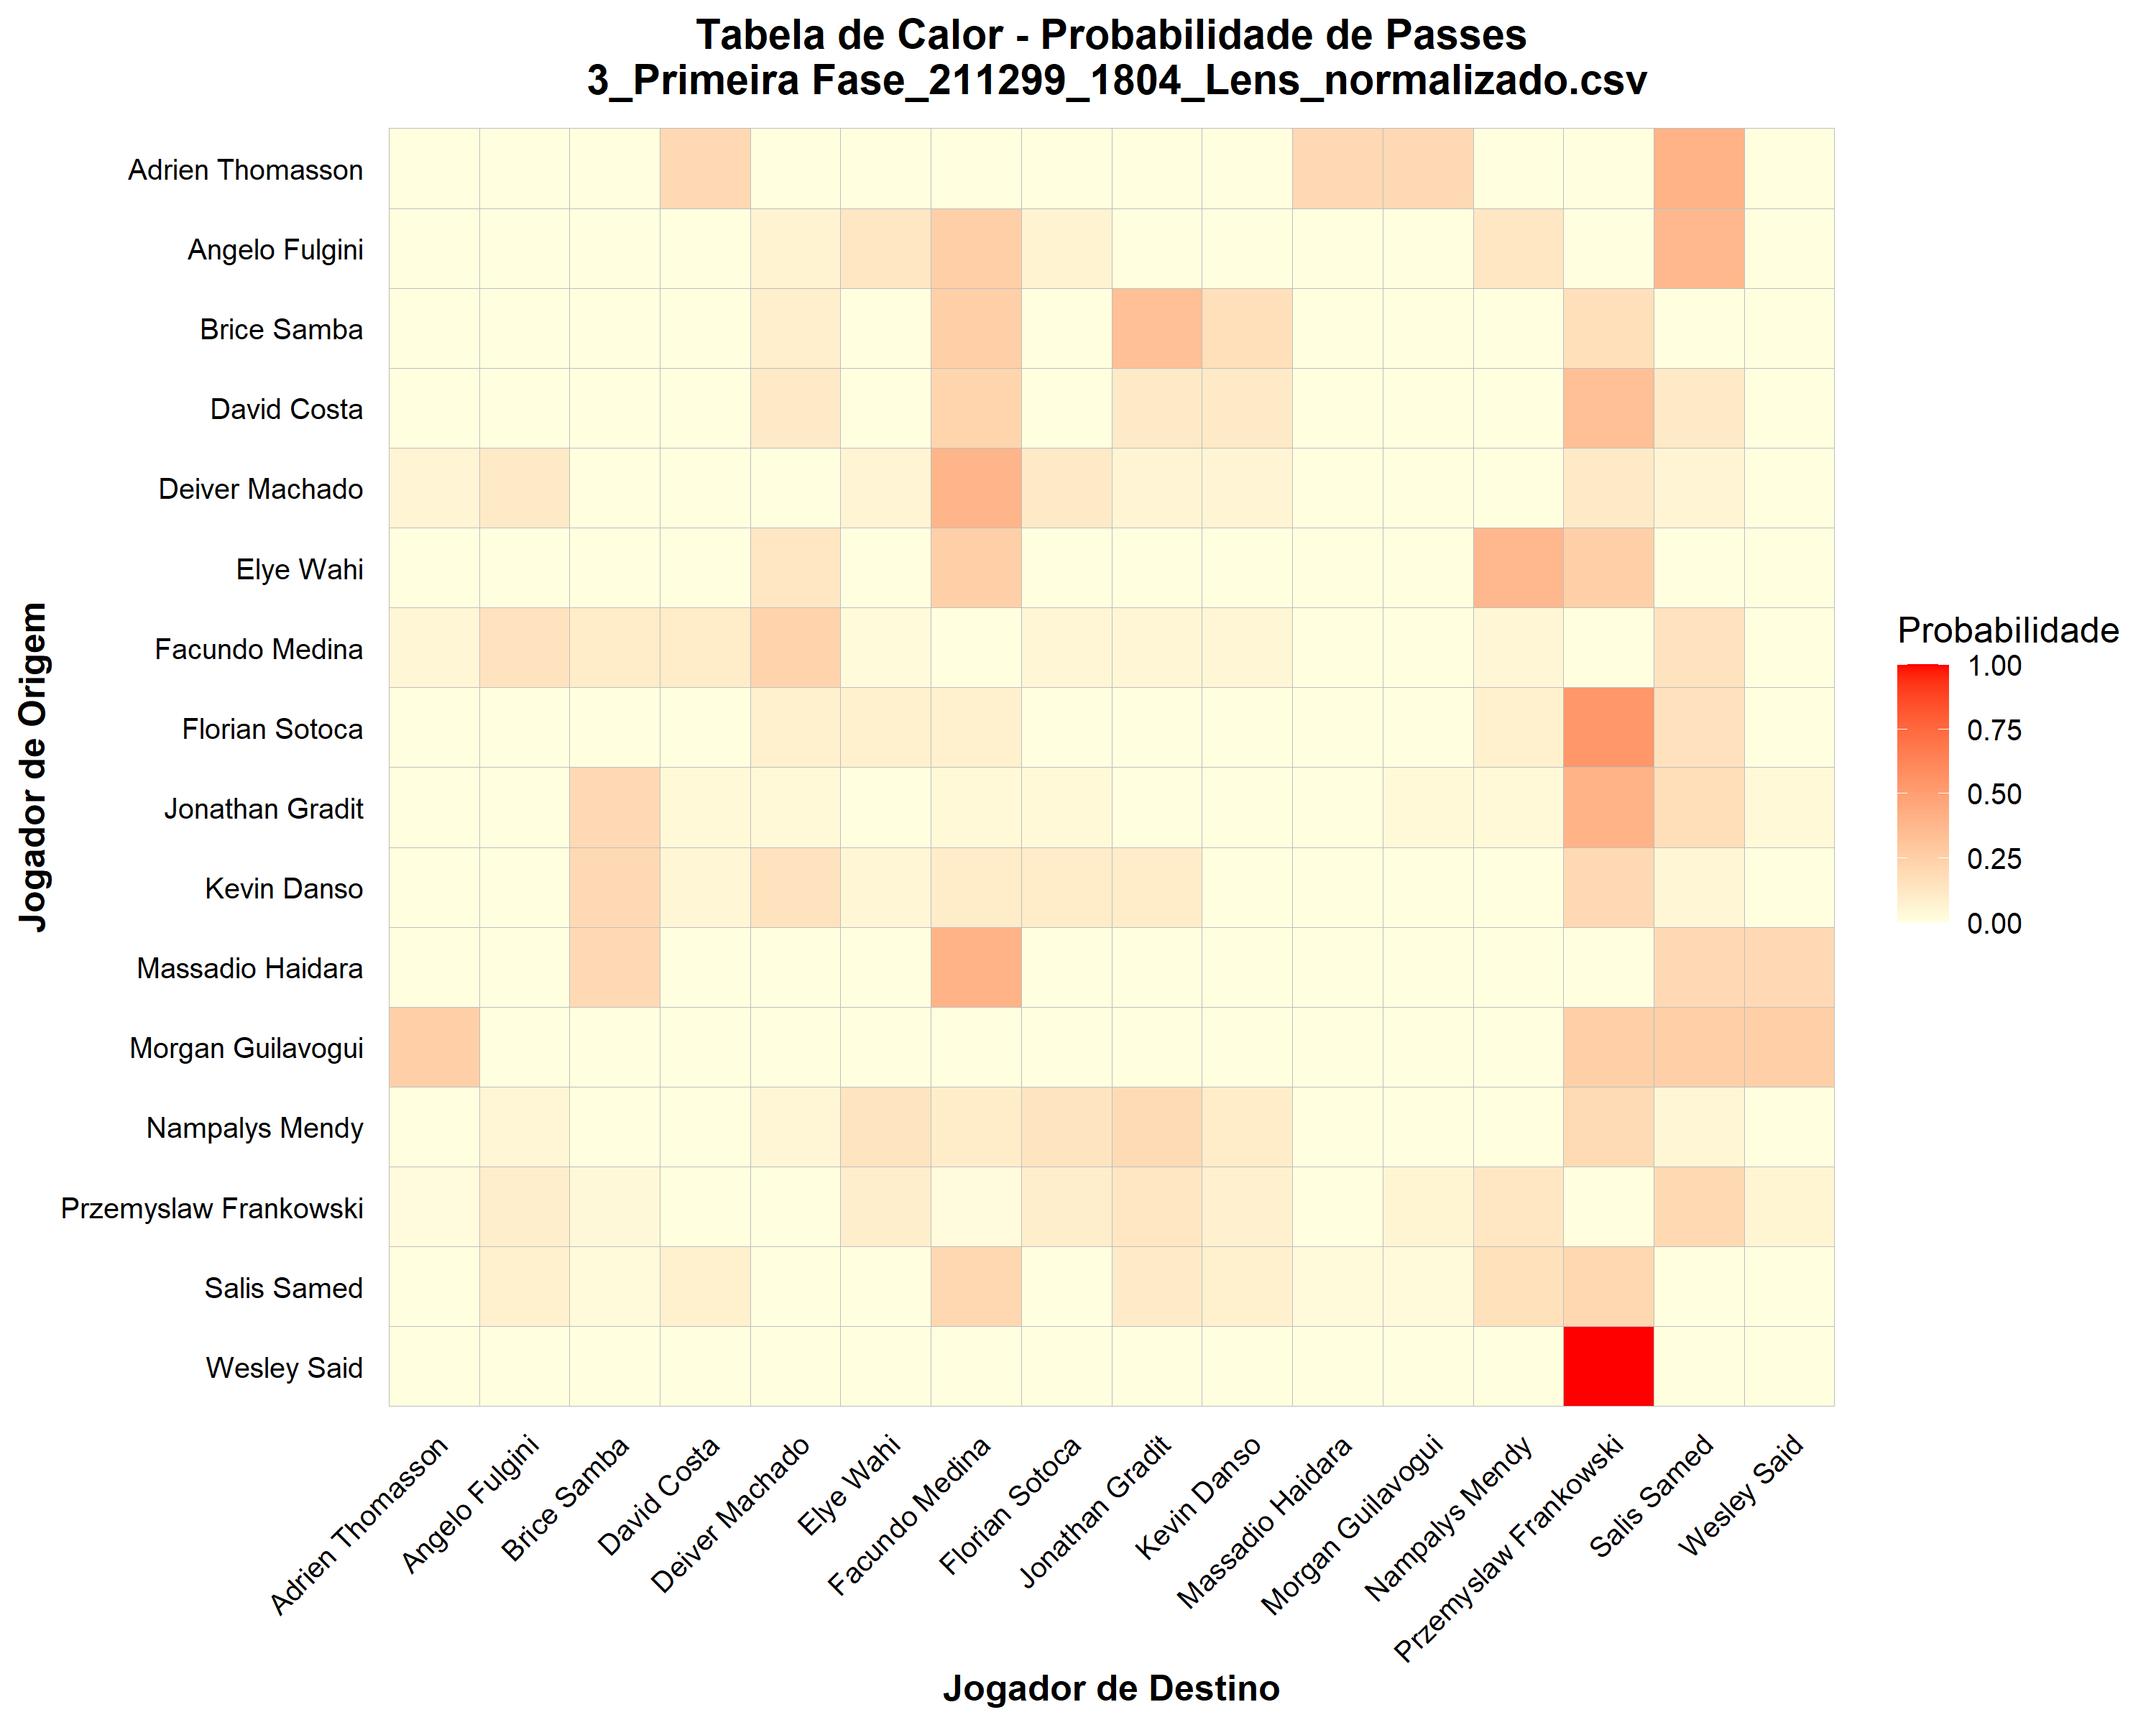 Tabela de Calor - Probabilidade de Passes
3_Primeira Fase_211299_1804_Lens_normalizado.csv
Jogador de Origem
Adrien Thomasson
Angelo Fulgini
Brice Samba
David Costa
Deiver Machado
Elye Wahi
Facundo Medina
Florian Sotoca
Jonathan Gradit
Kevin Danso
Massadio Haidara
Morgan Guilavogui
Nampalys Mendy
Przemyslaw Frankowski
Salis Samed
Wesley Said
Adrien Thomasson
Angelo Fulgini
Brice Samba
David Costa
Deiver Machado
Elye Wahi
Facundo Medina
Florian Sotoca
Jonathan Gradit
Kevin Danso
Massadio Haidara
Morgan Guilavogui
Nampalys Mendy
Przemyslaw Frankowski
Salis Samed
Wesley Said
Jogador de Destino
Probabilidade
1.00
0.75
0.50
0.25
0.00